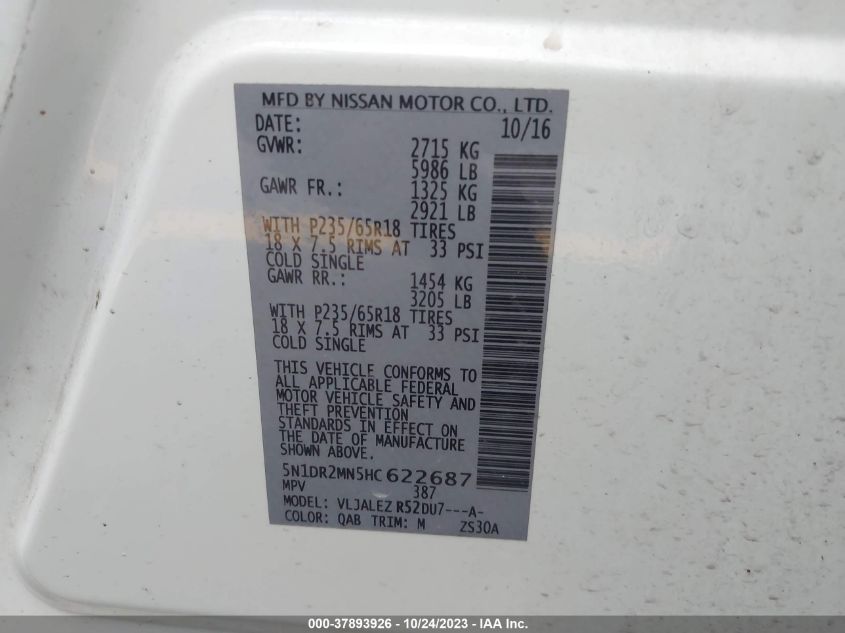 MFD BY NISSAN MOTOR CO., LTD.
DATE: 10/16
GVWR: 2715 KG
5986 LB
GAWR FR.: 1325 KG
2921 LB
WITH P235/65R18 TIRES
18 X 7.5 RIMS AT 33 PSI
COLD SINGLE
GAWR RR.: 1454 KG
3205 LB
WITH P235/65R18 TIRES
18 X 7.5 RIMS AT 33 PSI
COLD SINGLE
THIS VEHICLE CONFORMS TO
ALL APPLICABLE FEDERAL
MOTOR VEHICLE SAFETY AND
THEFT PREVENTION
STANDARDS IN EFFECT ON
THE DATE OF MANUFACTURE
SHOWN ABOVE.
5N1DR2MN5HC622687
MPV 387
MODEL: VLJALEZ R52DU7---A-
COLOR: QAB TRIM: M ZS30A
000-37893926 - 10/24/2023 - IAA Inc.